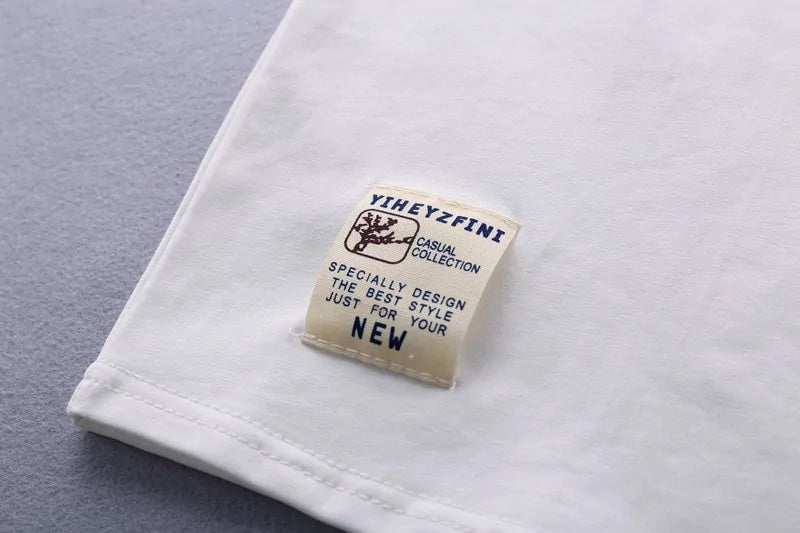 YIHEYZFINI
CASUAL
COLLECTION
SPECIALLY DESIGN
THE BEST STYLE
JUST FOR YOUR
NEW